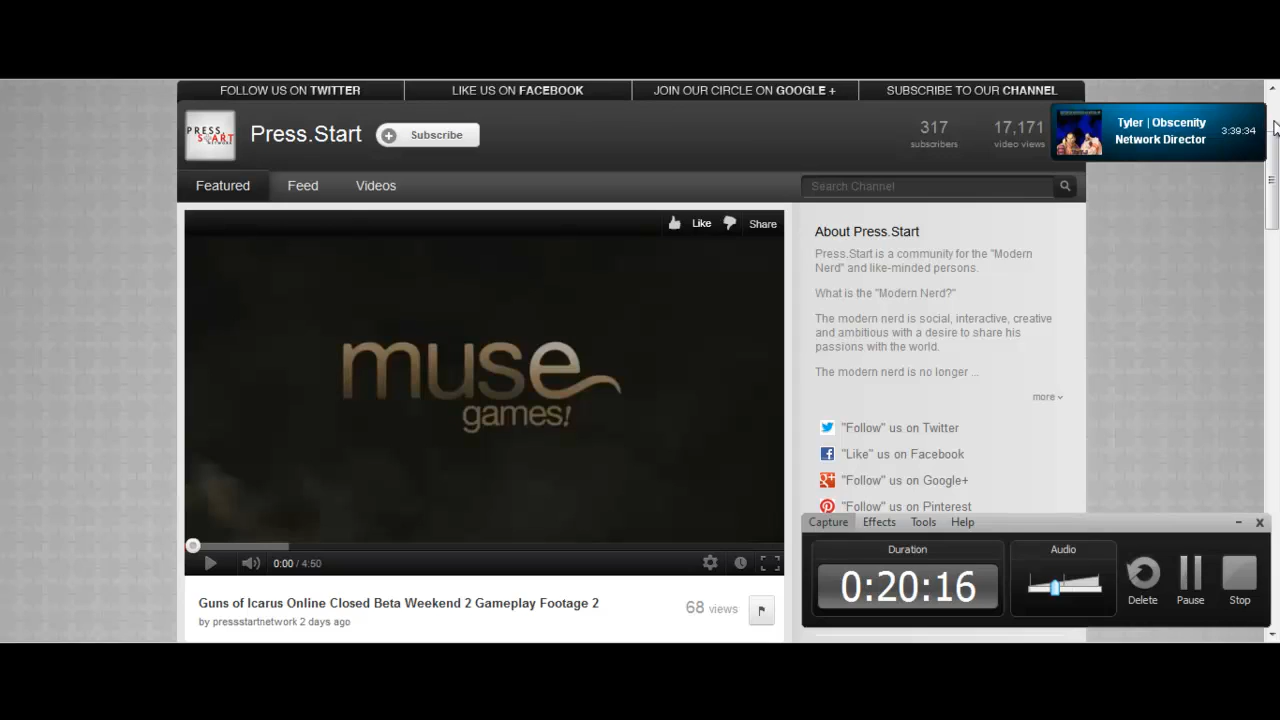 FOLLOW US ON TWITTER
LIKE US ON FACEBOOK
JOIN OUR CIRCLE ON GOOGLE +
SUBSCRIBE TO OUR CHANNEL
PRESS
START
Press.Start
Subscribe
317
subscribers
17,171
video views
Tyler | Obscenity
Network Director
3:39:34
Featured
Feed
Videos
Search Channel
Like
Share
muse
games!
0:00 / 4:50
Guns of Icarus Online Closed Beta Weekend 2 Gameplay Footage 2
by pressstartnetwork 2 days ago
68 views
About Press.Start
Press.Start is a community for the "Modern
Nerd" and like-minded persons.
What is the "Modern Nerd?"
The modern nerd is social, interactive, creative
and ambitious with a desire to share his
passions with the world.
The modern nerd is no longer ...
more
"Follow" us on Twitter
"Like" us on Facebook
"Follow" us on Google+
"Follow" us on Pinterest
Capture
Effects
Tools
Help
Duration
0:20:16
Audio
Delete
Pause
Stop